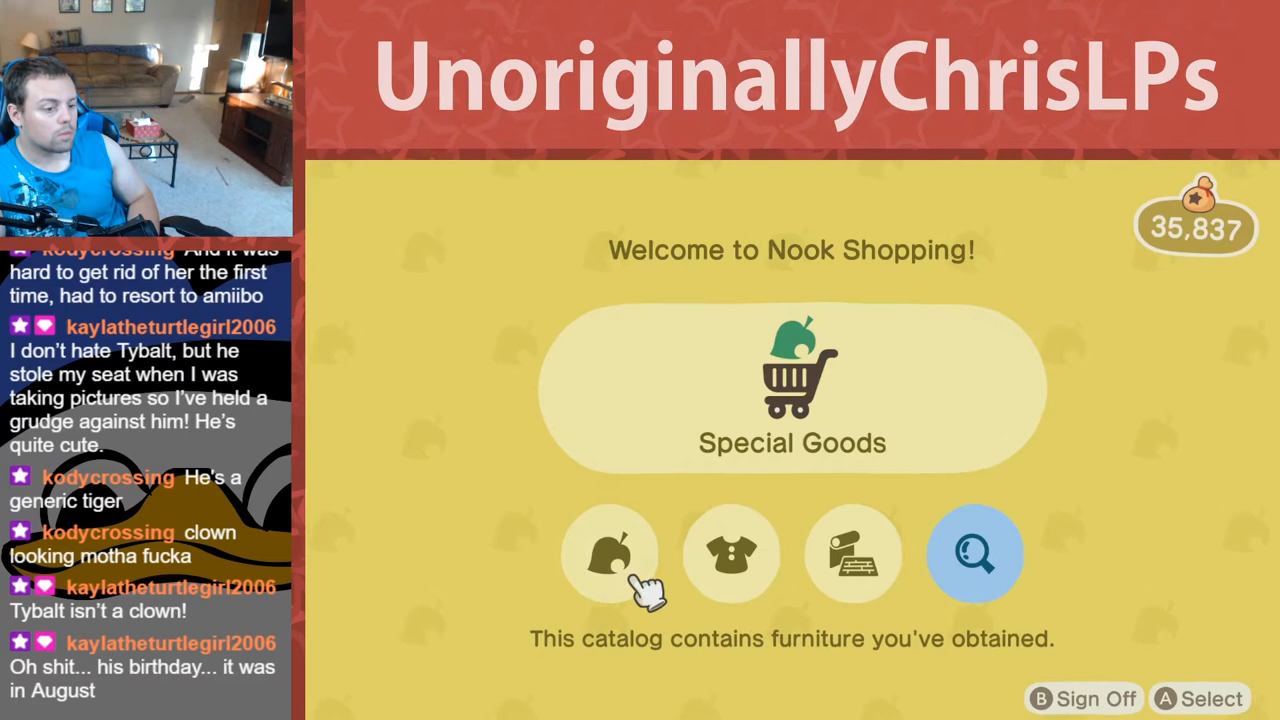 UnoriginallyChrisLPs
35,837
Welcome to Nook Shopping!
Special Goods
This catalog contains furniture you've obtained.
B Sign Off A Select
kodycrossing And it was
hard to get rid of her the first
time, had to resort to amiibo
kaylatheturtlegirl2006
I don't hate Tybalt, but he
stole my seat when I was
taking pictures so I've held a
grudge against him! He's
quite cute.
kodycrossing He's a
generic tiger
kodycrossing clown
looking motha fucka
kaylatheturtlegirl2006
Tybalt isn't a clown!
kaylatheturtlegirl2006
Oh shit... his birthday... it was
in August